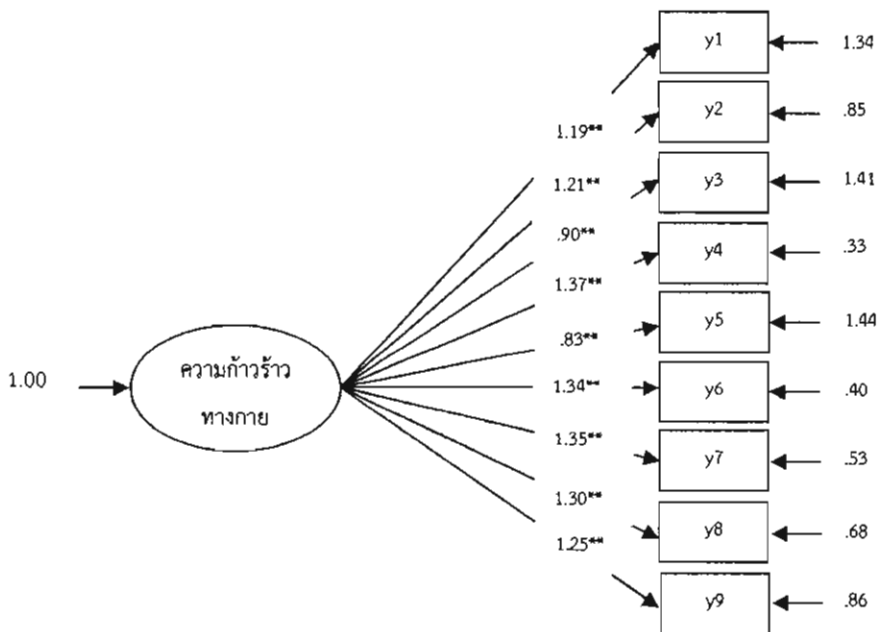 y1
1.34
1.19**
y2
.85
1.21**
y3
1.41
.90**
y4
.33
1.37**
y5
1.44
.83**
1.00
ความก้าวร้าว
ทางกาย
1.34**
y6
.40
1.35**
y7
.53
1.30**
y8
.68
1.25**
y9
.86